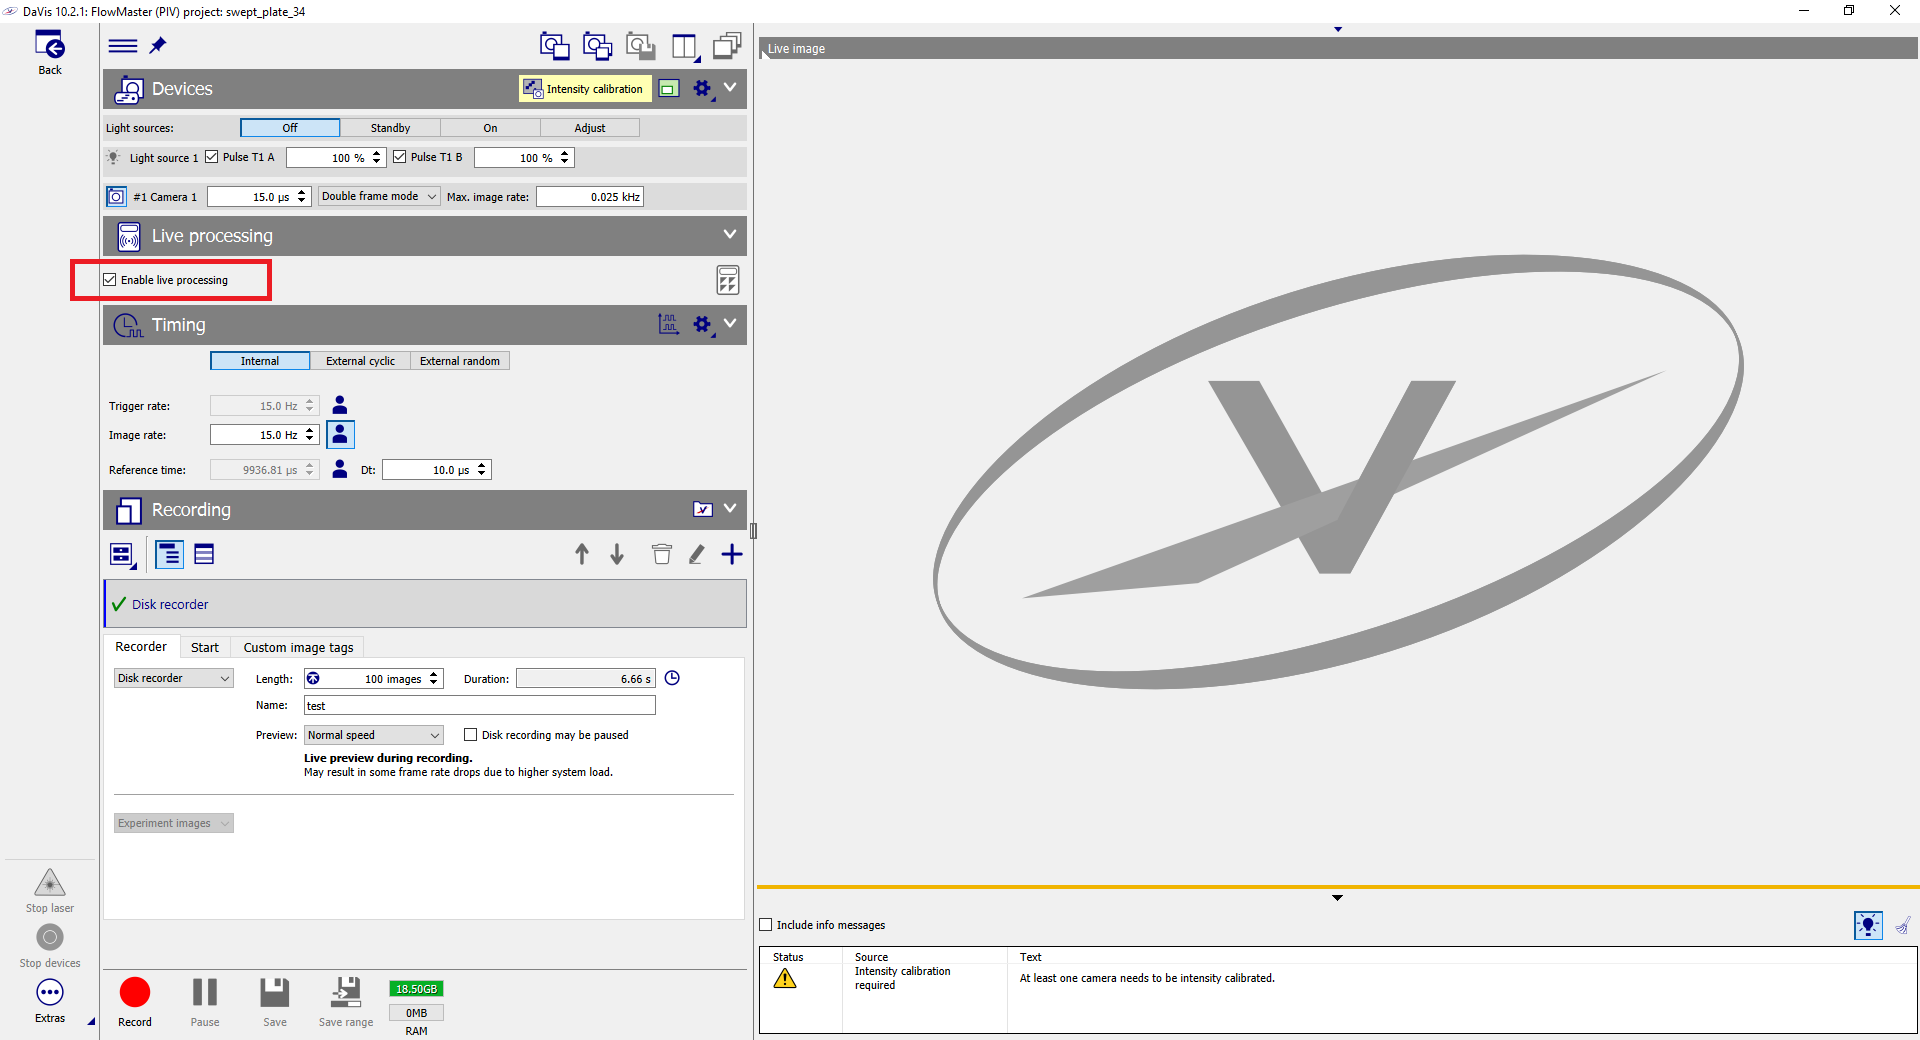 DaVis 10.2.1: FlowMaster (PIV) project: swept_plate_34
Back
Devices
Intensity calibration
Light sources: Off Standby On Adjust
Light source 1 Pulse T1 A 100 % Pulse T1 B 100 %
#1 Camera 1 15.0 µs Double frame mode Max. image rate: 0.025 kHz
Live processing
Enable live processing
Timing
Internal External cyclic External random
Trigger rate: 15.0 Hz
Image rate: 15.0 Hz
Reference time: 9936.81 µs Dt: 10.0 µs
Recording
Disk recorder
Recorder Start Custom image tags
Disk recorder Length: 100 images Duration: 6.66 s
Name: test
Preview: Normal speed Disk recording may be paused
Live preview during recording.
May result in some frame rate drops due to higher system load.
Experiment images
Stop laser
Stop devices
Extras
Record Pause Save Save range
18.50GB
0MB
RAM
Live image
Include info messages
Status Source Text
Intensity calibration
required
At least one camera needs to be intensity calibrated.